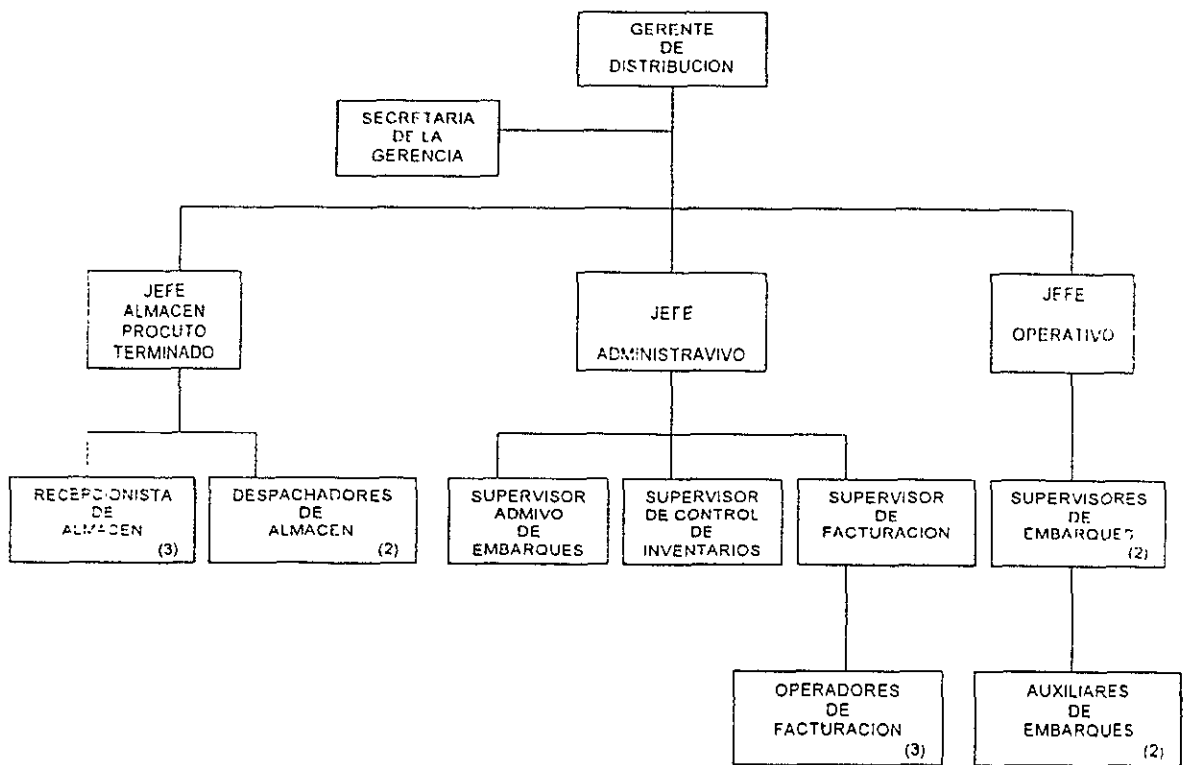 GERENTE
DE
DISTRIBUCION
SECRETARIA
DE LA
GERENCIA
JEFE
ALMACEN
PROCUTO
TERMINADO
JEFE
ADMINISTRAVIVO
JEFE
OPERATIVO
RECEPCIONISTA
DE
ALMACEN
(3)
DESPACHADORES
DE
ALMACEN
(2)
SUPERVISOR
ADMIVO
DE
EMBARQUES
SUPERVISOR
DE CONTROL
DE
INVENTARIOS
SUPERVISOR
DE
FACTURACION
SUPERVISORES
DE
EMBARQUES
(2)
OPERADORES
DE
FACTURACION
(3)
AUXILIARES
DE
EMBARQUES
(2)